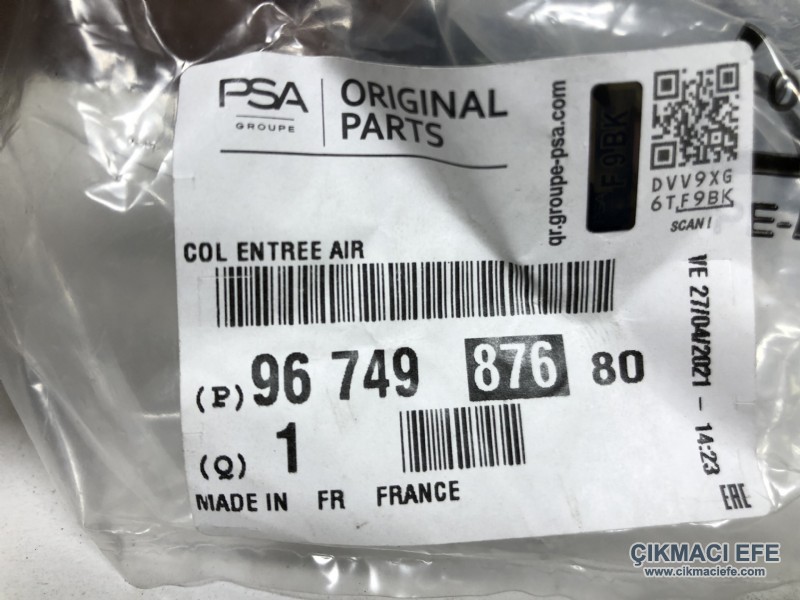 PSA
GROUPE
ORIGINAL
PARTS
qr.groupe-psa.com
F9BK
DVV9XG
6TF9BK
SCAN!
COL ENTREE AIR
(P) 96 749 876 80
(Q) 1
MADE IN FR FRANCE
VE 27/04/2021 - 14:23
EAC
ÇIKMACI EFE
www.cikmaciefe.com